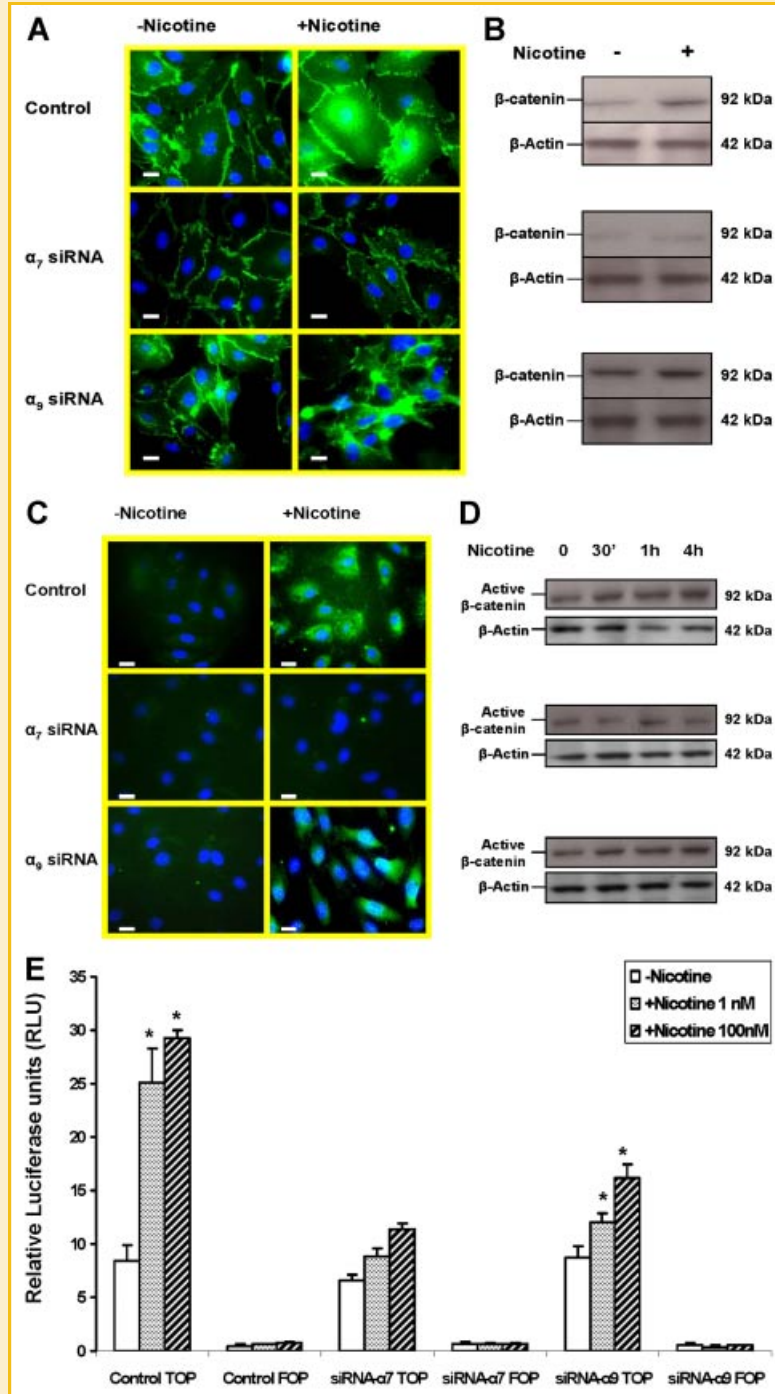 A
-Nicotine +Nicotine
Control
α7 siRNA
α9 siRNA
B
Nicotine - +
β-catenin 92 kDa
β-Actin 42 kDa
β-catenin 92 kDa
β-Actin 42 kDa
β-catenin 92 kDa
β-Actin 42 kDa
C
-Nicotine +Nicotine
Control
α7 siRNA
α9 siRNA
D
Nicotine 0 30' 1h 4h
Active
β-catenin 92 kDa
β-Actin 42 kDa
Active
β-catenin 92 kDa
β-Actin 42 kDa
Active
β-catenin 92 kDa
β-Actin 42 kDa
E
Relative Luciferase units (RLU)
35
30
25
20
15
10
5
0
* *
* *
-Nicotine
+Nicotine 1 nM
+Nicotine 100nM
Control TOP Control FOP siRNA-α7 TOP siRNA-α7 FOP siRNA-α9 TOP siRNA-α9 FOP